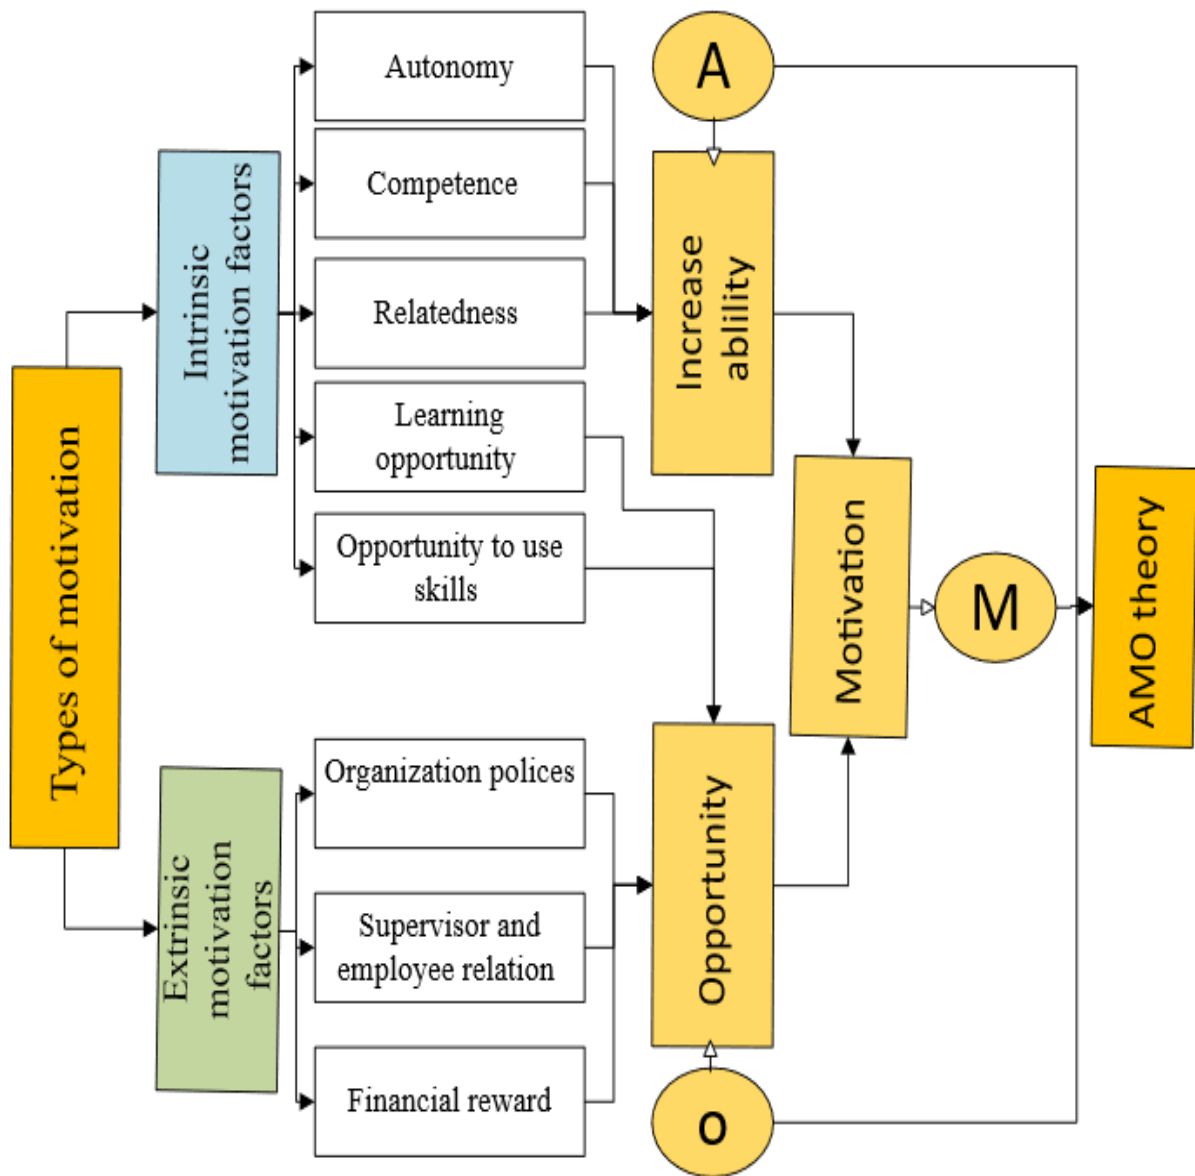 Types of motivation
Intrinsic
motivation factors
Extrinsic
motivation
factors
Autonomy
Competence
Relatedness
Learning
opportunity
Opportunity to use
skills
Organization polices
Supervisor and
employee relation
Financial reward
A
Increase
ablility
Opportunity
o
Motivation
M
AMO theory